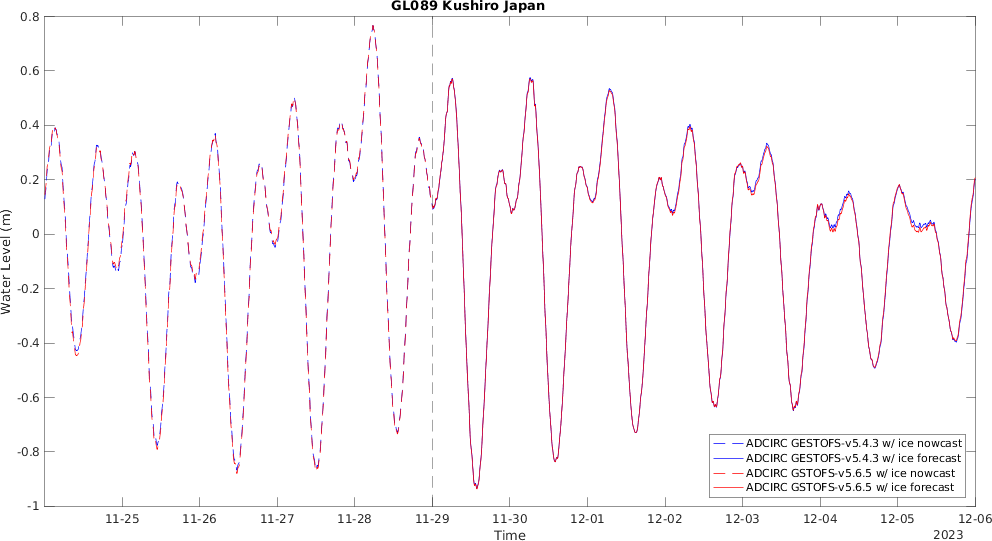 GL089 Kushiro Japan
Water Level (m)
0.8
0.6
0.4
0.2
0
-0.2
-0.4
-0.6
-0.8
-1
ADCIRC GESTOFS-v5.4.3 w/ ice nowcast
ADCIRC GESTOFS-v5.4.3 w/ ice forecast
ADCIRC GSTOFS-v5.6.5 w/ ice nowcast
ADCIRC GSTOFS-v5.6.5 w/ ice forecast
11-25 11-26 11-27 11-28 11-29 11-30 12-01 12-02 12-03 12-04 12-05 12-06
Time
2023